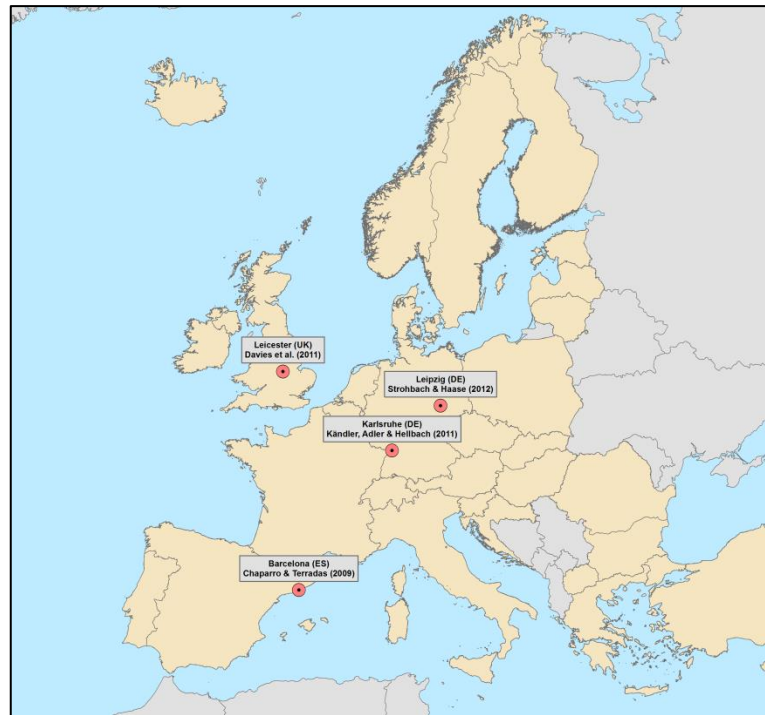 Leicester (UK)
Davies et al. (2011)
Leipzig (DE)
Strohbach & Haase (2012)
Karlsruhe (DE)
Kändler, Adler & Hellbach (2011)
Barcelona (ES)
Chaparro & Terradas (2009)